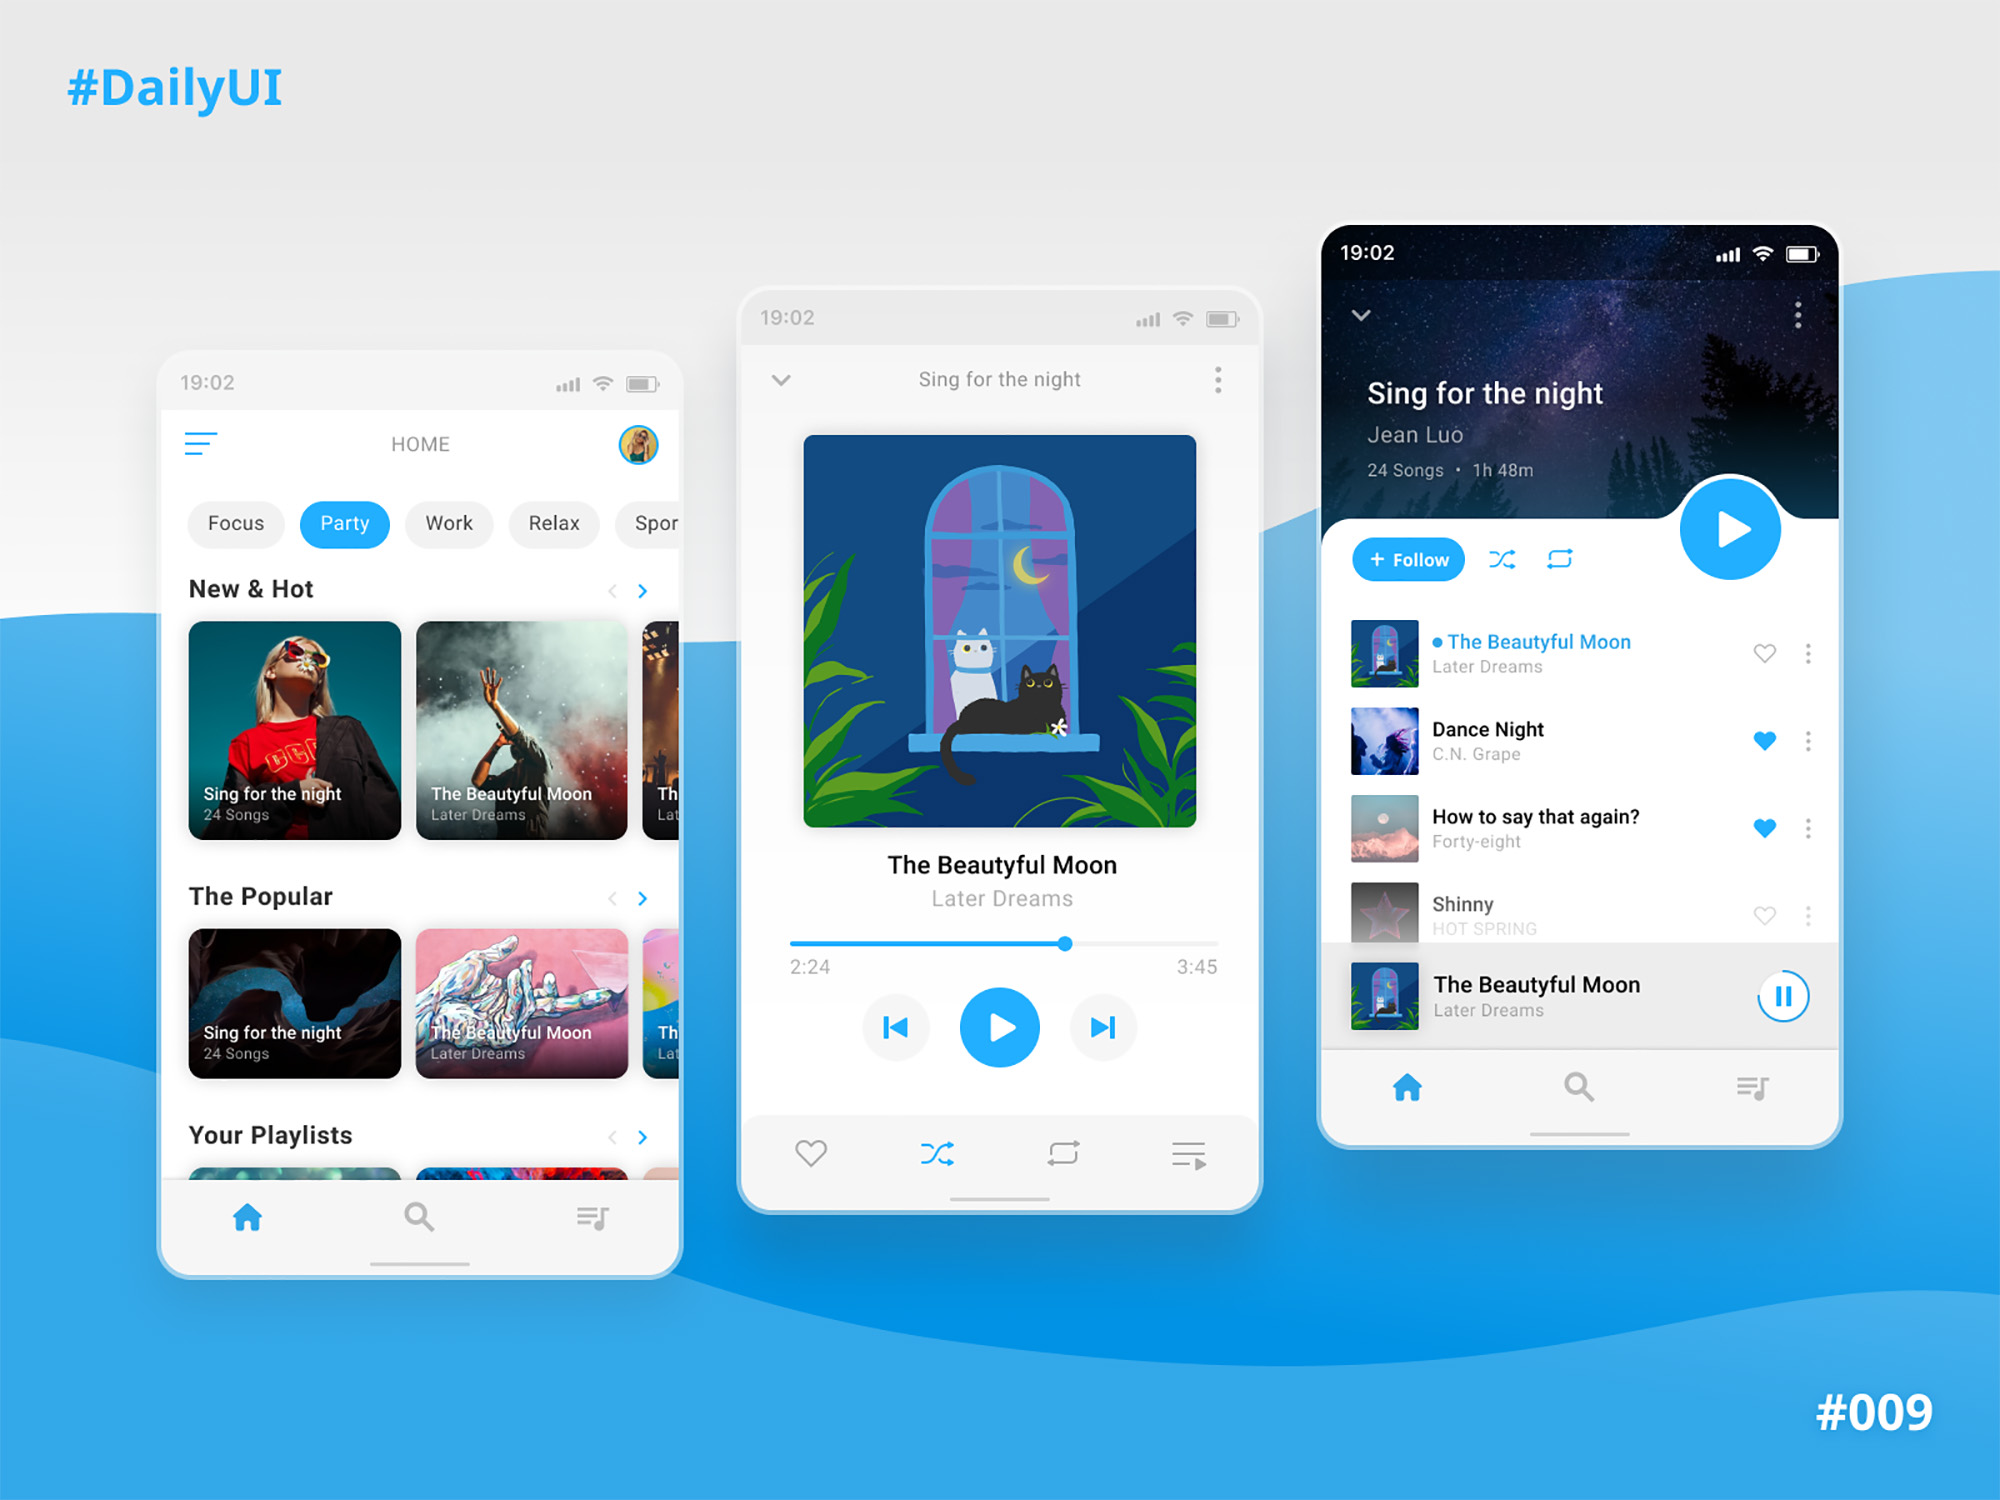 #DailyUI
19:02
HOME
Focus
Party
Work
Relax
Spor
New & Hot
Sing for the night
24 Songs
The Beautyful Moon
Later Dreams
Th
Lat
The Popular
Sing for the night
24 Songs
The Beautyful Moon
Later Dreams
Th
Lat
Your Playlists
19:02
Sing for the night
The Beautyful Moon
Later Dreams
2:24
3:45
19:02
Sing for the night
Jean Luo
24 Songs • 1h 48m
+ Follow
The Beautyful Moon
Later Dreams
Dance Night
C.N. Grape
How to say that again?
Forty-eight
Shinny
HOT SPRING
The Beautyful Moon
Later Dreams
#009